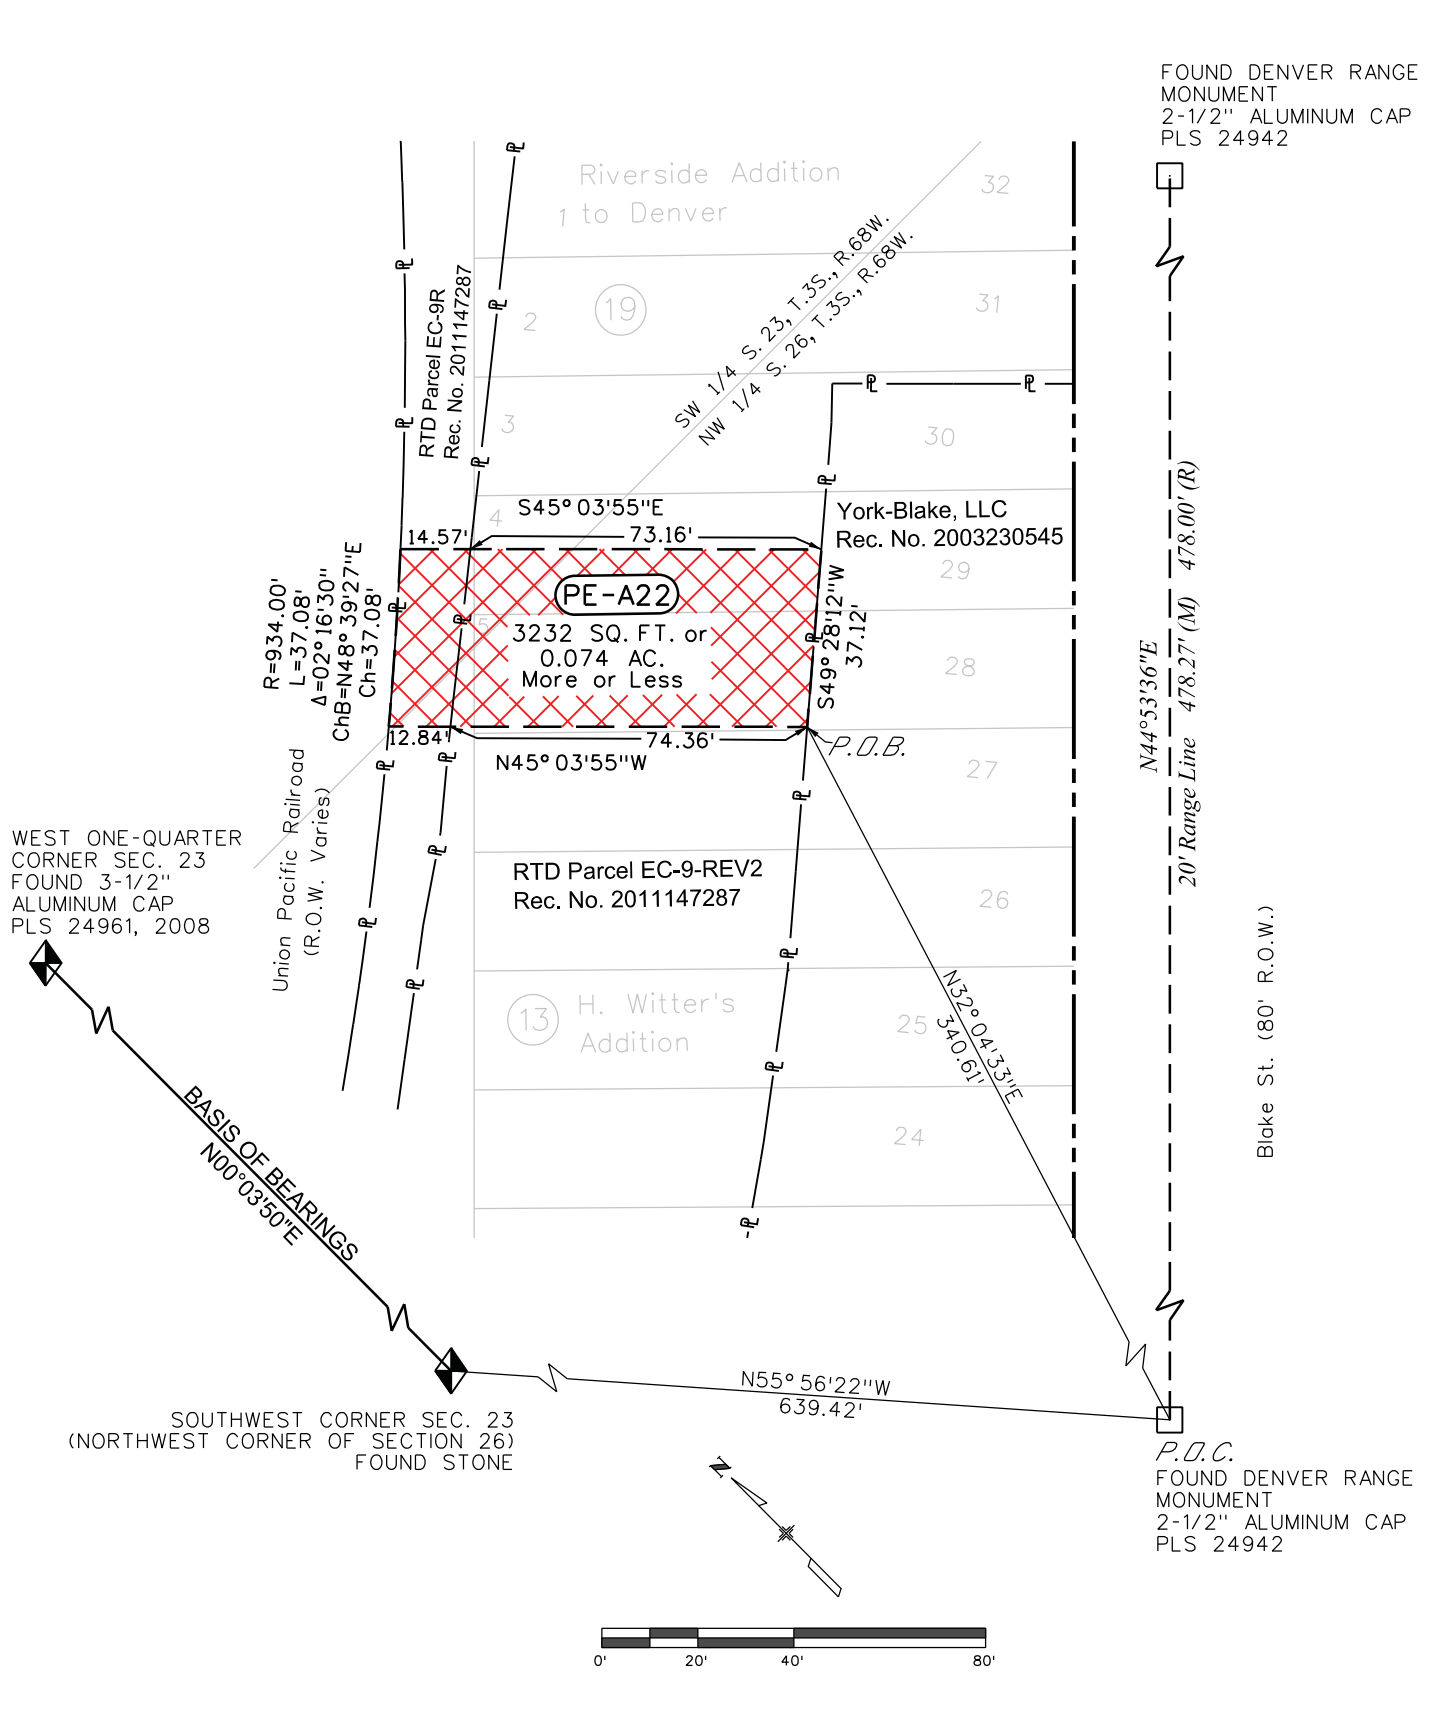 FOUND DENVER RANGE
MONUMENT
2-1/2" ALUMINUM CAP
PLS 24942
Riverside Addition
1 to Denver
32
SW 1/4 S. 23, T.3S., R.68W.
NW 1/4 S. 26, T.3S., R.68W.
RTD Parcel EC-9R
Rec. No. 2011147287
2
19
31
3
30
4
S45°03'55"E
14.57'
73.16'
York-Blake, LLC
Rec. No. 2003230545
29
R=934.00'
L=37.08'
Δ=02°16'30"
ChB=N48°39'27"E
Ch=37.08'
PE-A22
5
3232 SQ. FT. or
0.074 AC.
More or Less
S49°28'12"W
37.12'
28
12.84'
74.36'
N45°03'55"W
P.O.B.
27
N44°53'36"E
20' Range Line 478.27' (M) 478.00' (R)
Union Pacific Railroad
(R.O.W. Varies)
WEST ONE-QUARTER
CORNER SEC. 23
FOUND 3-1/2"
ALUMINUM CAP
PLS 24961, 2008
RTD Parcel EC-9-REV2
Rec. No. 2011147287
26
Blake St. (80' R.O.W.)
13
H. Witter's
Addition
25
N32°04'33"E
340.61'
24
BASIS OF BEARINGS
N00°03'50"E
N55°56'22"W
639.42'
SOUTHWEST CORNER SEC. 23
(NORTHWEST CORNER OF SECTION 26)
FOUND STONE
P.O.C.
FOUND DENVER RANGE
MONUMENT
2-1/2" ALUMINUM CAP
PLS 24942
N
0' 20' 40' 80'